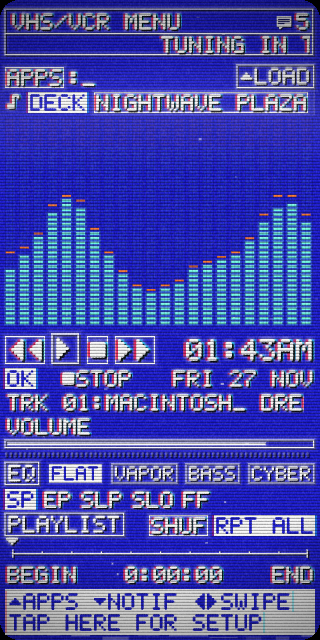 VHS/VCR MENU 5
TUNING IN 1
APPS:_ ▲LOAD
DECK NIGHTWAVE PLAZA
01:43AM
OK ■STOP FRI 27 NOV
TRK 01:MACINTOSH_ DRE
VOLUME
EQ FLAT VAPOR BASS CYBER
SP EP SLP SLO FF
PLAYLIST SHUF RPT ALL
BEGIN 0:00:00 END
▲APPS ▼NOTIF ◀▶SWIPE
TAP HERE FOR SETUP